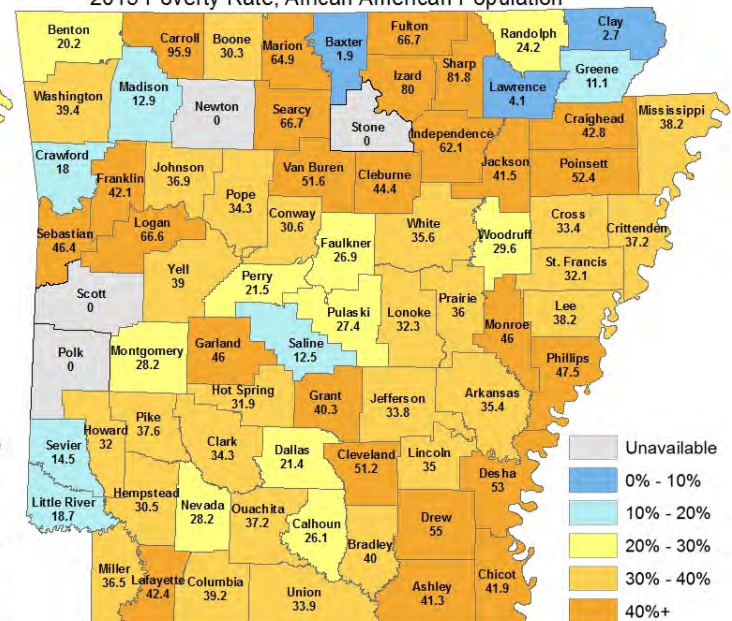 2015 Poverty Rate, African American Population
Benton
20.2
Carroll
95.9
Boone
30.3
Marion
64.9
Baxter
1.9
Fulton
66.7
Randolph
24.2
Clay
2.7
Washington
39.4
Madison
12.9
Newton
0
Searcy
66.7
Stone
0
Izard
80
Sharp
81.8
Lawrence
4.1
Greene
11.1
Independence
62.1
Craighead
42.8
Mississippi
38.2
Crawford
18
Franklin
42.1
Johnson
36.9
Pope
34.3
Van Buren
51.6
Cleburne
44.4
Jackson
41.5
Poinsett
52.4
Sebastian
46.4
Logan
66.6
Conway
30.6
Faulkner
26.9
White
35.6
Woodruff
29.6
Cross
33.4
Crittenden
37.2
Scott
0
Yell
39
Perry
21.5
Pulaski
27.4
Lonoke
32.3
Prairie
36
Monroe
46
St. Francis
32.1
Lee
38.2
Polk
0
Montgomery
28.2
Garland
46
Saline
12.5
Phillips
47.5
Hot Spring
31.9
Grant
40.3
Jefferson
33.8
Arkansas
35.4
Sevier
14.5
Howard
32
Pike
37.6
Clark
34.3
Dallas
21.4
Cleveland
51.2
Lincoln
35
Desha
53
Little River
18.7
Hempstead
30.5
Nevada
28.2
Ouachita
37.2
Calhoun
26.1
Bradley
40
Drew
55
Miller
36.5
Lafayette
42.4
Columbia
39.2
Union
33.9
Ashley
41.3
Chicot
41.9
Unavailable
0% - 10%
10% - 20%
20% - 30%
30% - 40%
40%+